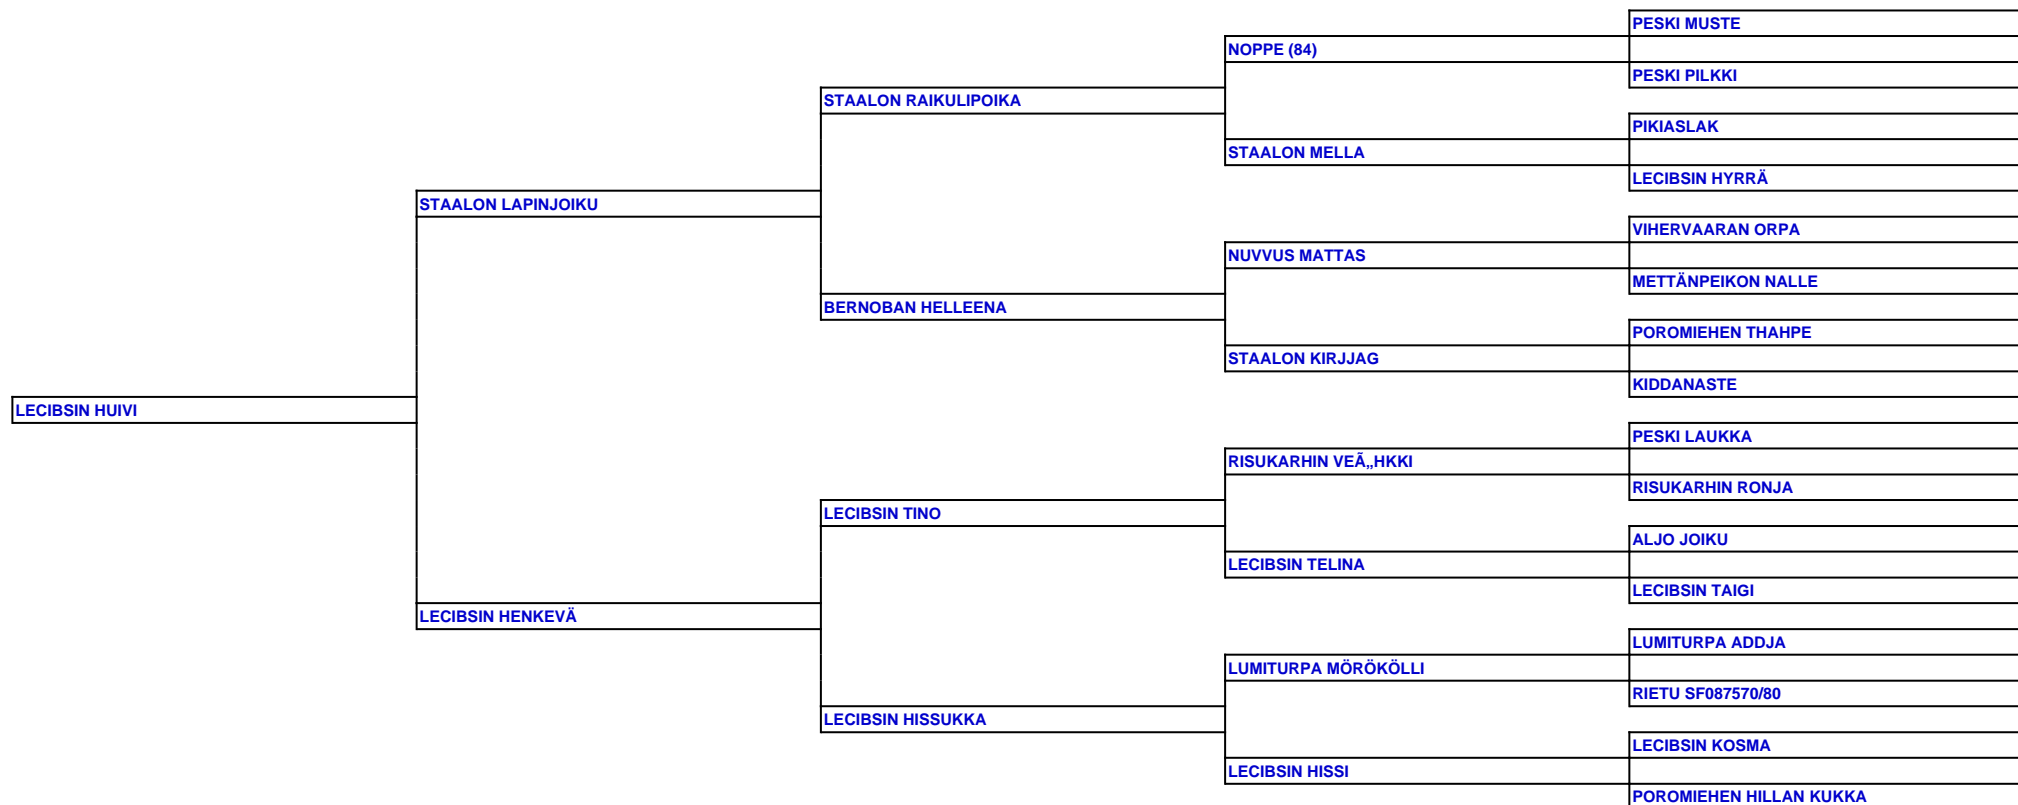 PESKI MUSTE
NOPPE (84)
PESKI PILKKI
STAALON RAIKULIPOIKA
PIKIASLAK
STAALON MELLA
LECIBSIN HYRRÄ
STAALON LAPINJOIKU
VIHERVAARAN ORPA
NUVVUS MATTAS
METTÄNPEIKON NALLE
BERNOBAN HELLEENA
POROMIEHEN THAHPE
STAALON KIRJJAG
KIDDANASTE
LECIBSIN HUIVI
PESKI LAUKKA
RISUKARHIN VEÃ„HKKI
RISUKARHIN RONJA
LECIBSIN TINO
ALJO JOIKU
LECIBSIN TELINA
LECIBSIN TAIGI
LECIBSIN HENKEVÄ
LUMITURPA ADDJA
LUMITURPA MÖRÖKÖLLI
RIETU SF087570/80
LECIBSIN HISSUKKA
LECIBSIN KOSMA
LECIBSIN HISSI
POROMIEHEN HILLAN KUKKA